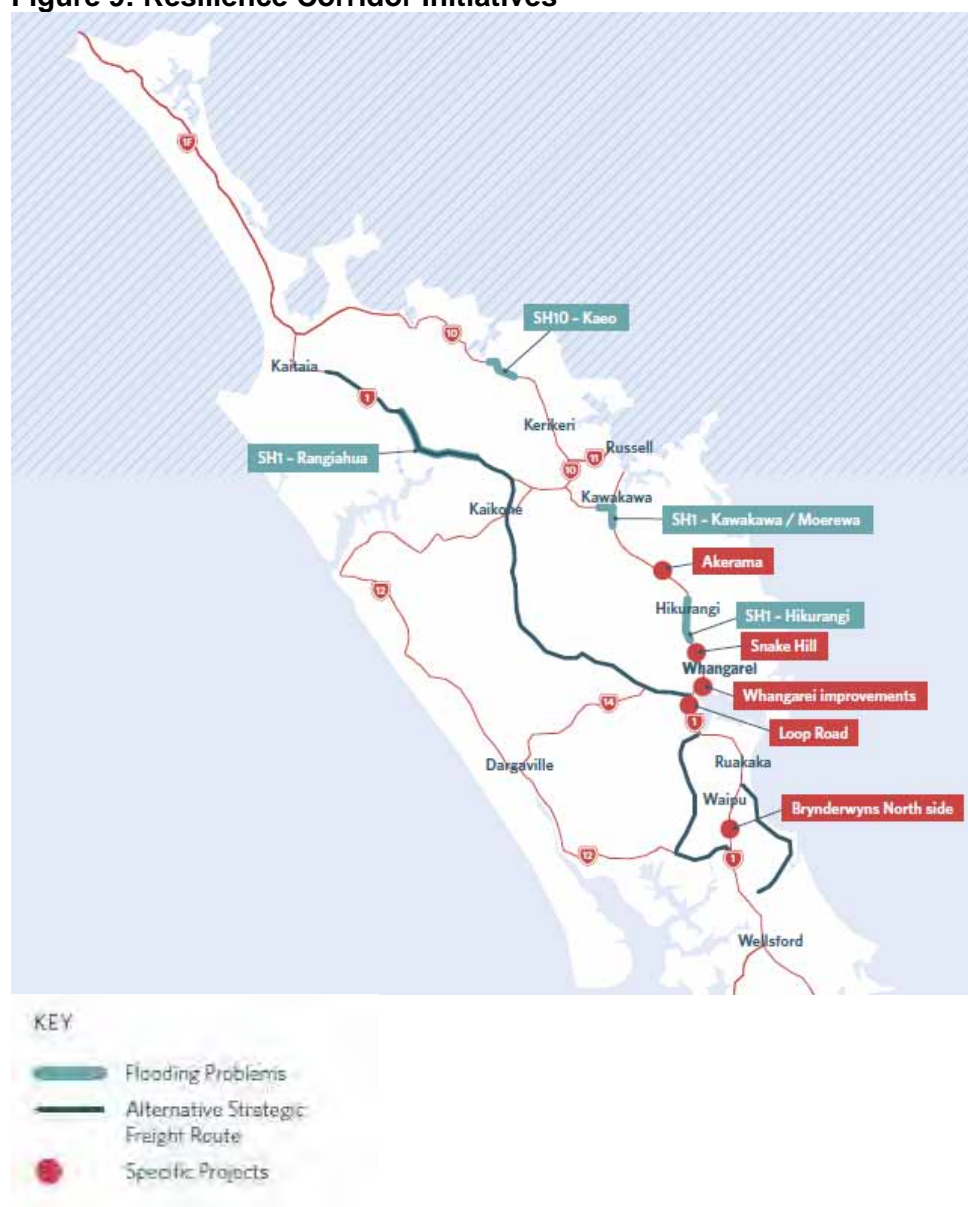 Figure 9: Resilience Corridor Initiatives
1F
SH10 – Kaeo
10
Kaitaia
1
Kerikeri
Russell
11
SH1 – Rangiahua
10
Kawakawa
Kaikohe
SH1 – Kawakawa / Moerewa
Akerama
12
Hikurangi
SH1 – Hikurangi
Snake Hill
Whangarei
Whangarei improvements
14
Loop Road
1
Ruakaka
Dargaville
Waipu
Brynderwyns North side
12
1
Wellsford
KEY
Flooding Problems
Alternative Strategic
Freight Route
Specific Projects